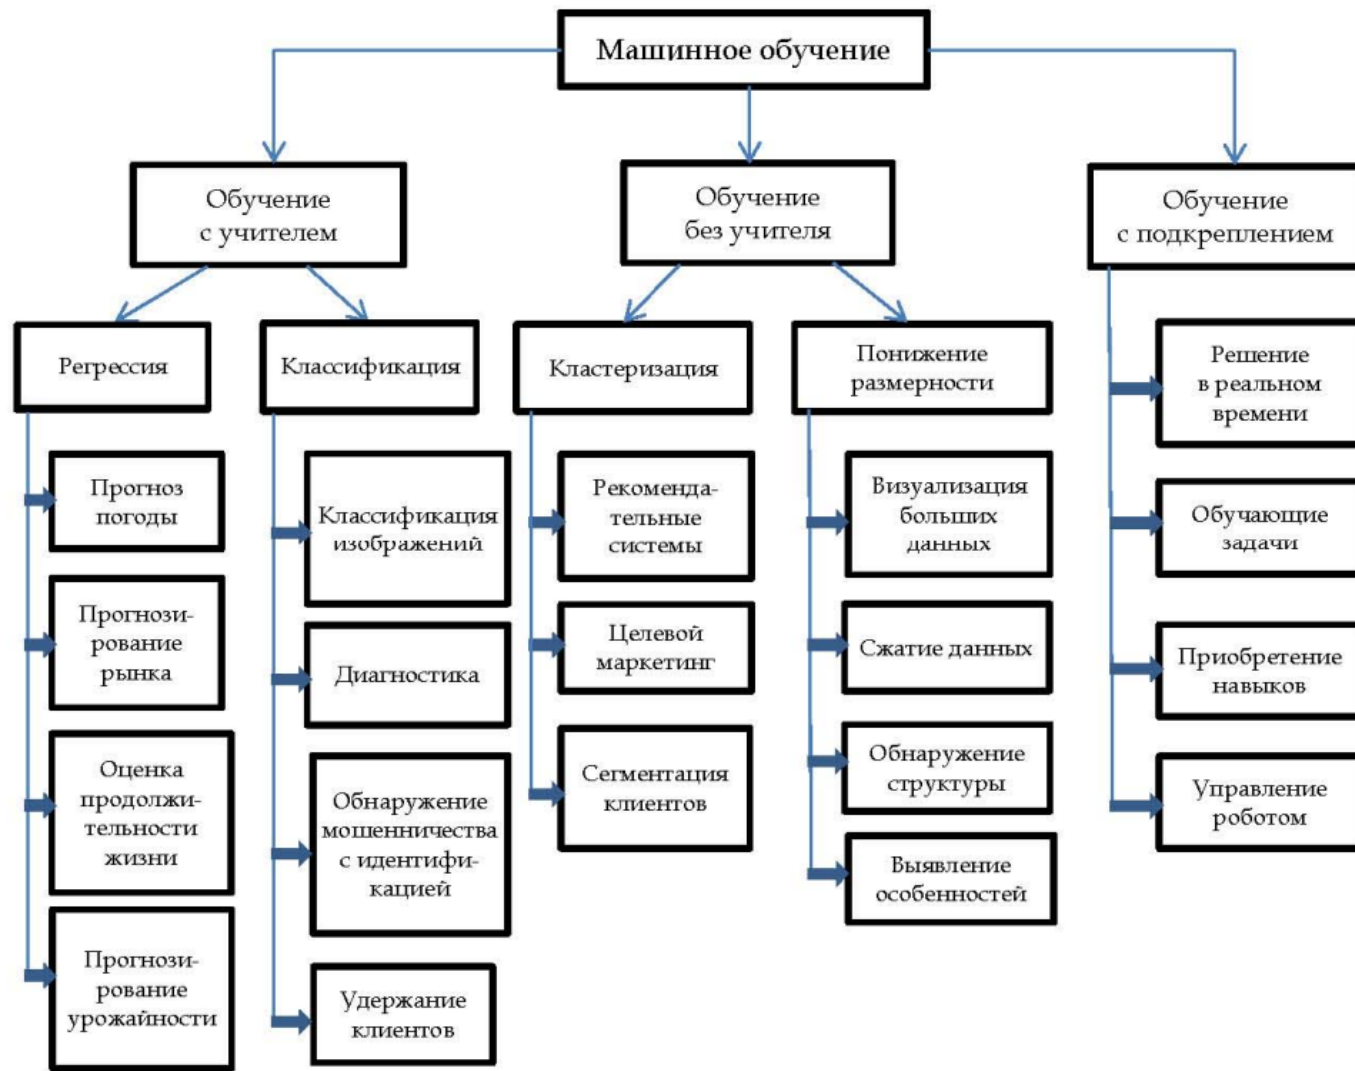 Машинное обучение
Обучение
с учителем
Обучение
без учителя
Обучение
с подкреплением
Регрессия
Классификация
Кластеризация
Понижение
размерности
Прогноз
погоды
Прогнози-
рование
рынка
Оценка
продолжи-
тельности
жизни
Прогнози-
рование
урожайности
Классификация
изображений
Диагностика
Обнаружение
мошенничества
с идентифи-
кацией
Удержание
клиентов
Рекоменда-
тельные
системы
Целевой
маркетинг
Сегментация
клиентов
Визуализация
больших
данных
Сжатие данных
Обнаружение
структуры
Выявление
особенностей
Решение
в реальном
времени
Обучающие
задачи
Приобретение
навыков
Управление
роботом